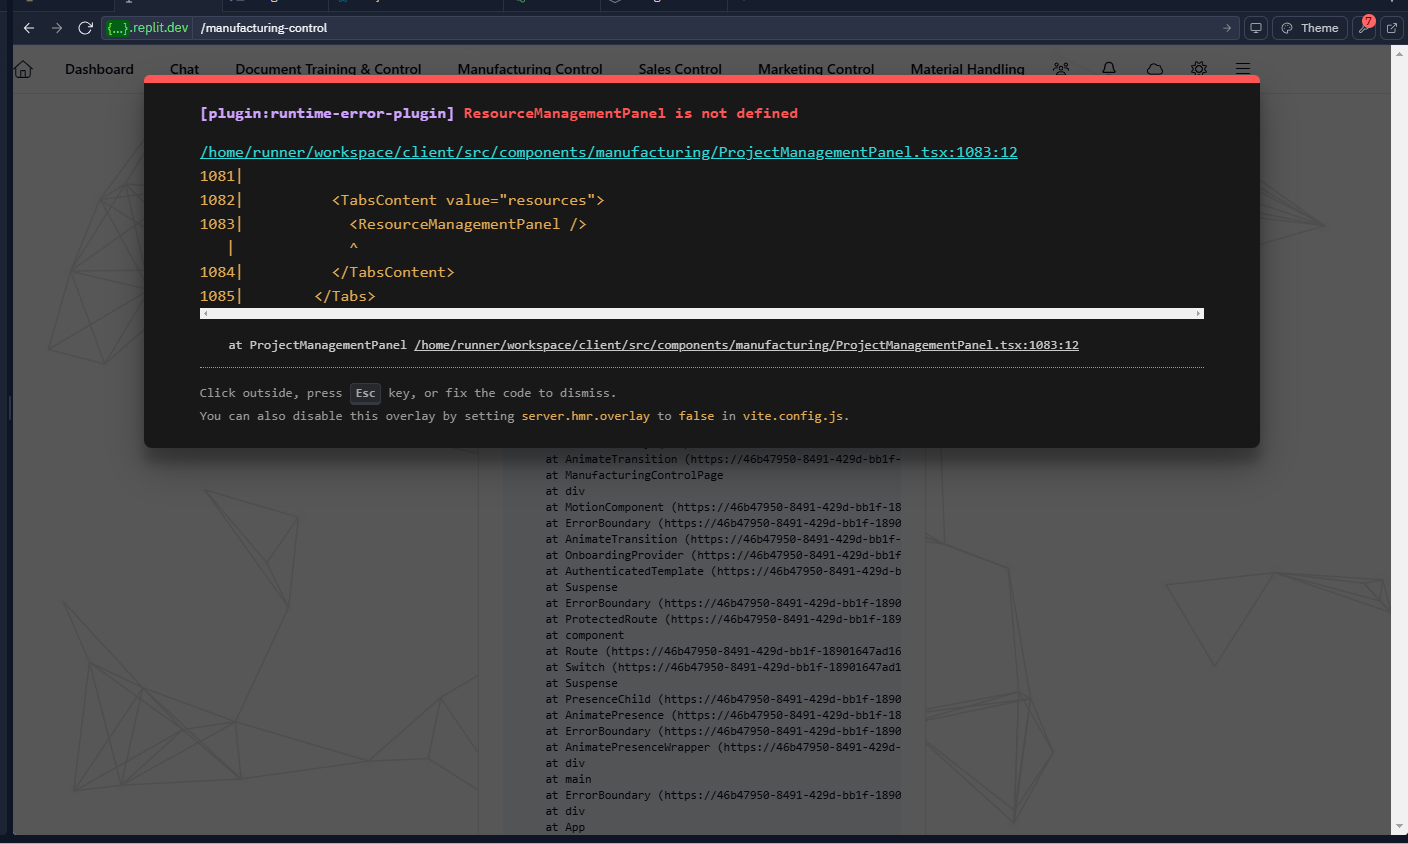 {...}.replit.dev /manufacturing-control Theme 7
Dashboard Chat Document Training & Control Manufacturing Control Sales Control Marketing Control Material Handling
[plugin:runtime-error-plugin] ResourceManagementPanel is not defined
/home/runner/workspace/client/src/components/manufacturing/ProjectManagementPanel.tsx:1083:12
1081|
1082| <TabsContent value="resources">
1083| <ResourceManagementPanel />
| ^
1084| </TabsContent>
1085| </Tabs>
at ProjectManagementPanel /home/runner/workspace/client/src/components/manufacturing/ProjectManagementPanel.tsx:1083:12
Click outside, press Esc key, or fix the code to dismiss.
You can also disable this overlay by setting server.hmr.overlay to false in vite.config.js.
at AnimateTransition (https://46b47950-8491-429d-bb1f-
at ManufacturingControlPage
at div
at MotionComponent (https://46b47950-8491-429d-bb1f-18
at ErrorBoundary (https://46b47950-8491-429d-bb1f-1890
at AnimateTransition (https://46b47950-8491-429d-bb1f-
at OnboardingProvider (https://46b47950-8491-429d-bb1f
at AuthenticatedTemplate (https://46b47950-8491-429d-b
at Suspense
at ErrorBoundary (https://46b47950-8491-429d-bb1f-1890
at ProtectedRoute (https://46b47950-8491-429d-bb1f-189
at component
at Route (https://46b47950-8491-429d-bb1f-18901647ad16
at Switch (https://46b47950-8491-429d-bb1f-18901647ad1
at Suspense
at PresenceChild (https://46b47950-8491-429d-bb1f-1890
at AnimatePresence (https://46b47950-8491-429d-bb1f-18
at ErrorBoundary (https://46b47950-8491-429d-bb1f-1890
at AnimatePresenceWrapper (https://46b47950-8491-429d-
at div
at main
at ErrorBoundary (https://46b47950-8491-429d-bb1f-1890
at div
at App